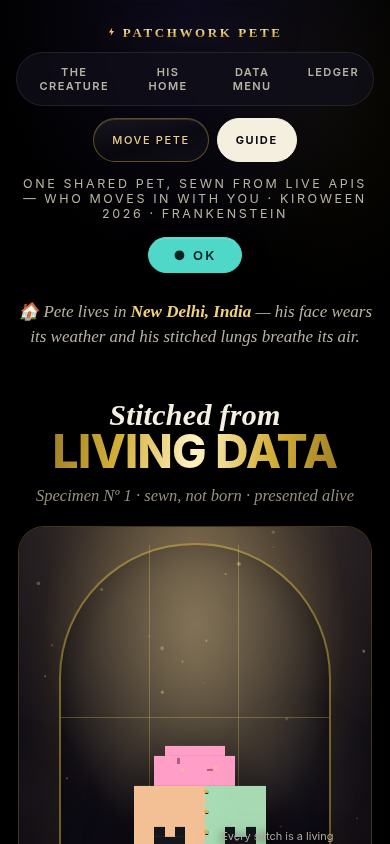 PATCHWORK PETE
THE CREATURE
HIS HOME
DATA MENU
LEDGER
MOVE PETE
GUIDE
ONE SHARED PET, SEWN FROM LIVE APIS
— WHO MOVES IN WITH YOU · KIROWEEN
2026 · FRANKENSTEIN
OK
🏠 Pete lives in New Delhi, India — his face wears
its weather and his stitched lungs breathe its air.
Stitched from
LIVING DATA
Specimen Nº 1 · sewn, not born · presented alive
Every stitch is a living